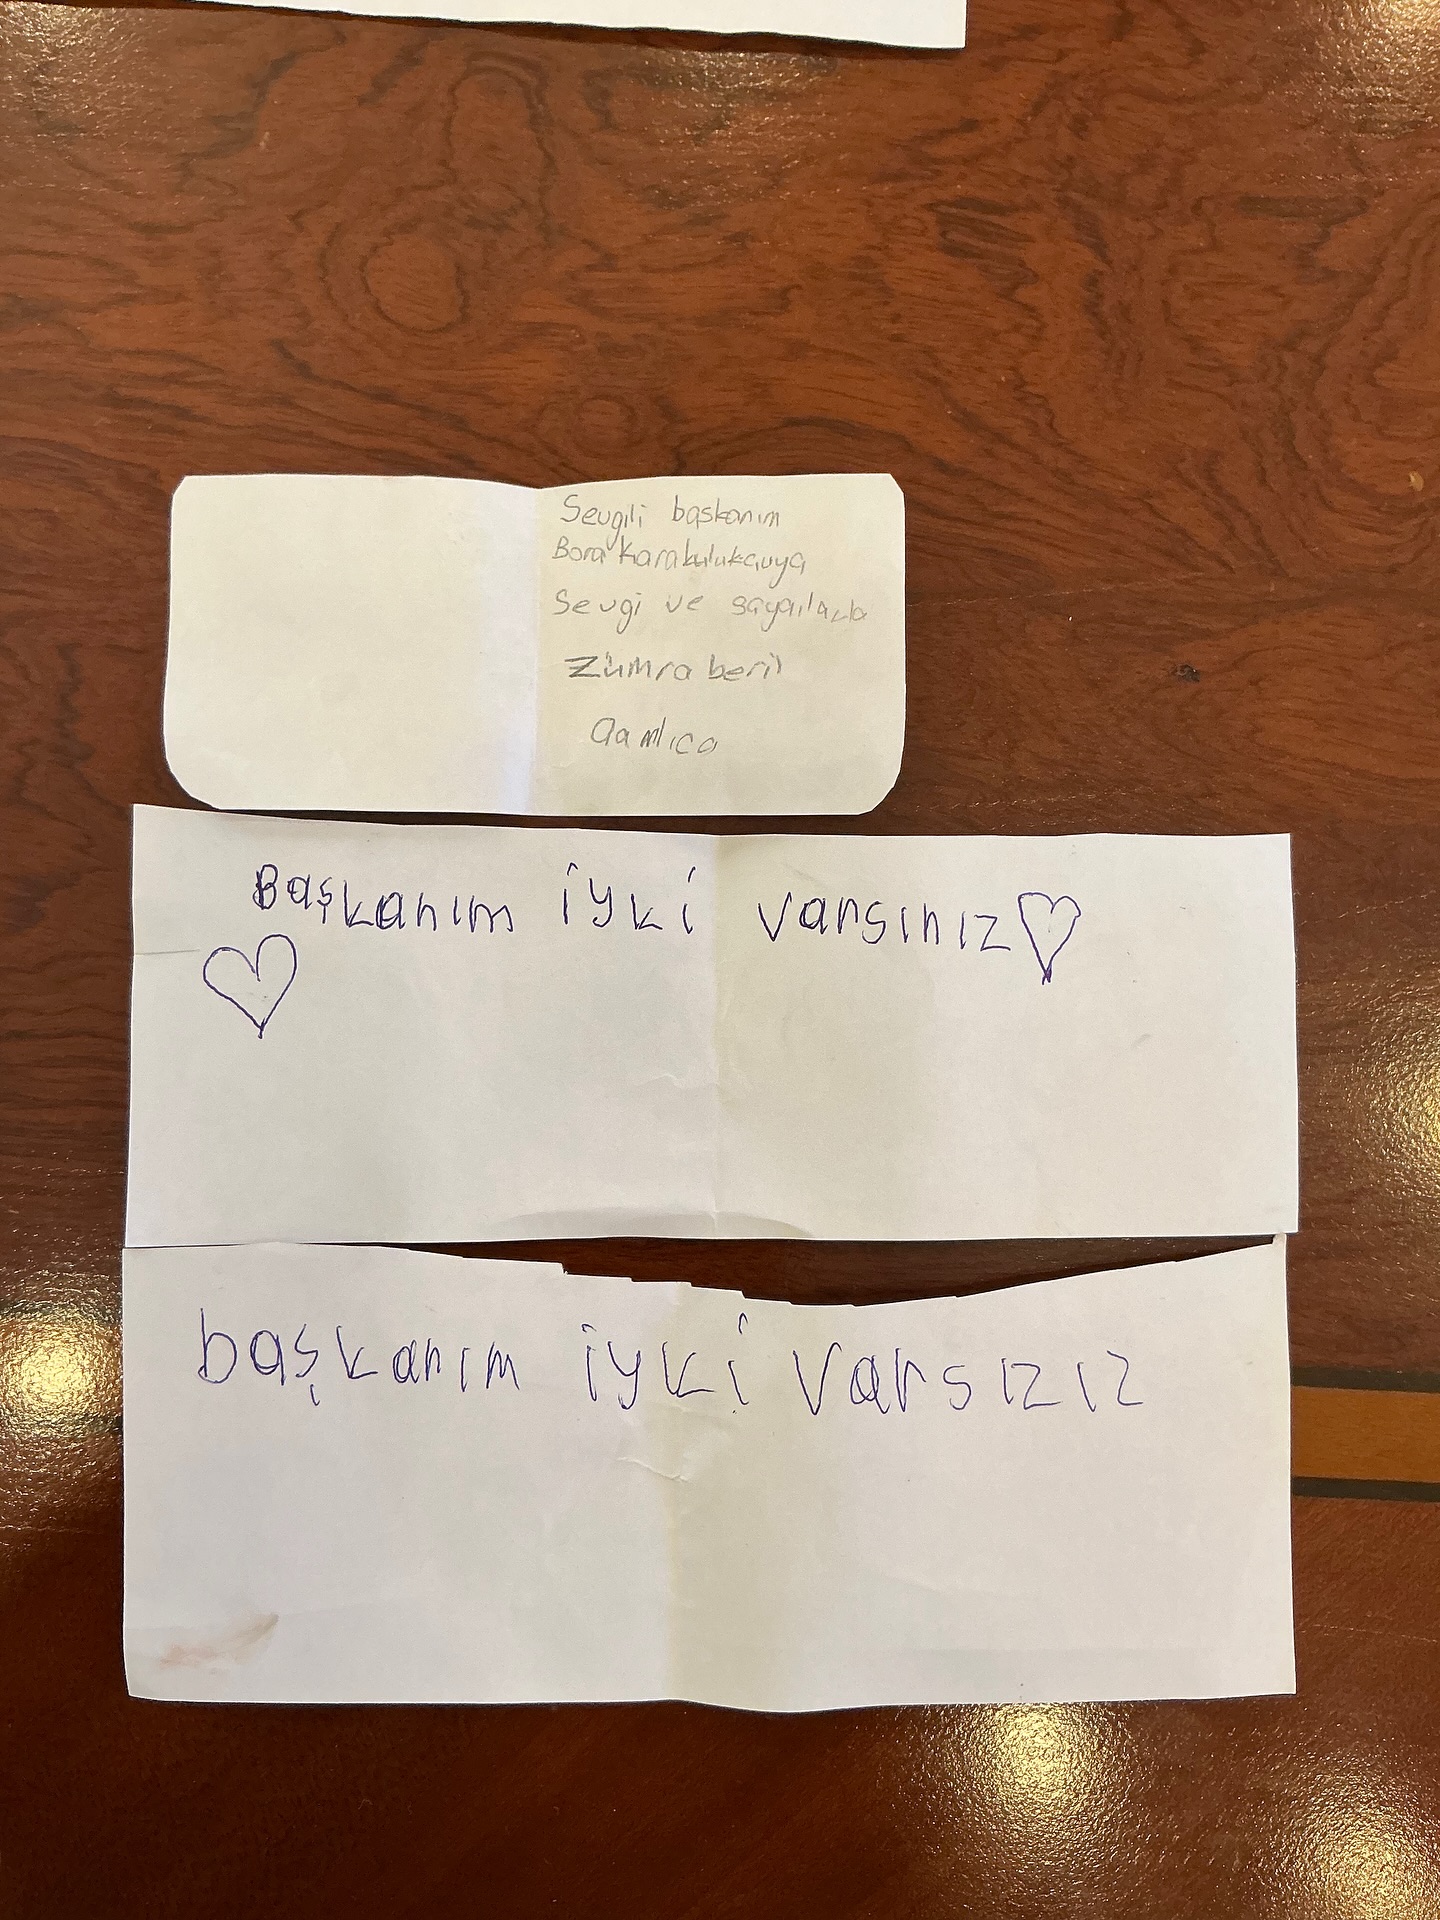 Sevgili başkanım
Bora Karakulukcuya
Sevgi ve saygılarla
Zümra beril
Çamlıca
Başkanım iyki varsınız
başkanım iyki varsızız